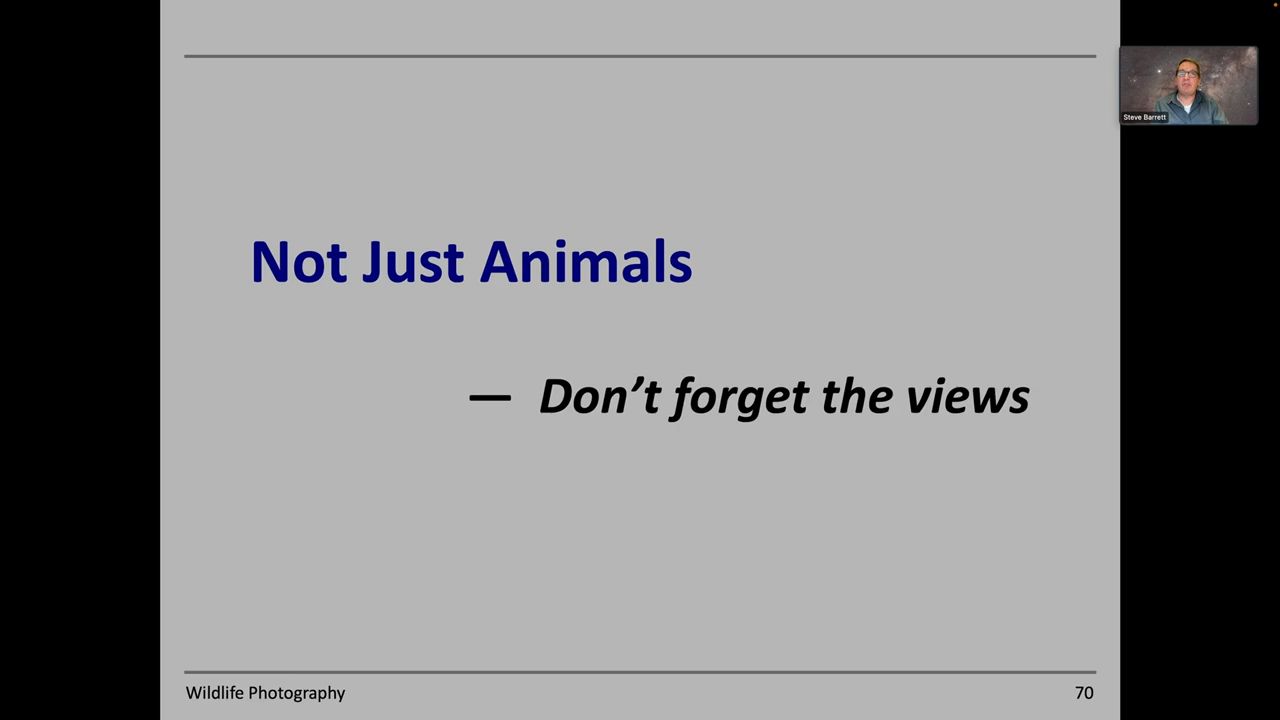 Not Just Animals
— Don’t forget the views
Steve Barrett
Wildlife Photography
70